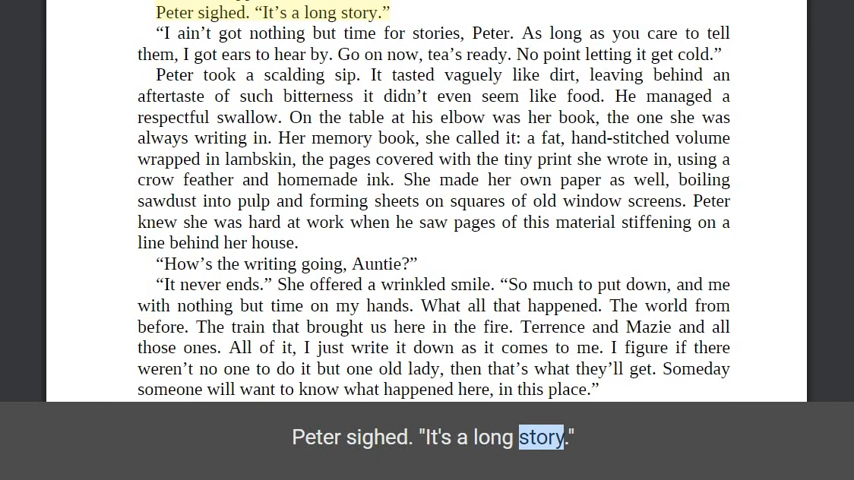 Peter sighed. “It’s a long story.”
“I ain’t got nothing but time for stories, Peter. As long as you care to tell
them, I got ears to hear by. Go on now, tea’s ready. No point letting it get cold.”
Peter took a scalding sip. It tasted vaguely like dirt, leaving behind an
aftertaste of such bitterness it didn’t even seem like food. He managed a
respectful swallow. On the table at his elbow was her book, the one she was
always writing in. Her memory book, she called it: a fat, hand-stitched volume
wrapped in lambskin, the pages covered with the tiny print she wrote in, using a
crow feather and homemade ink. She made her own paper as well, boiling
sawdust into pulp and forming sheets on squares of old window screens. Peter
knew she was hard at work when he saw pages of this material stiffening on a
line behind her house.
“How’s the writing going, Auntie?”
“It never ends.” She offered a wrinkled smile. “So much to put down, and me
with nothing but time on my hands. What all that happened. The world from
before. The train that brought us here in the fire. Terrence and Mazie and all
those ones. All of it, I just write it down as it comes to me. I figure if there
weren’t no one to do it but one old lady, then that’s what they’ll get. Someday
someone will want to know what happened here, in this place.”
Peter sighed. "It's a long story."